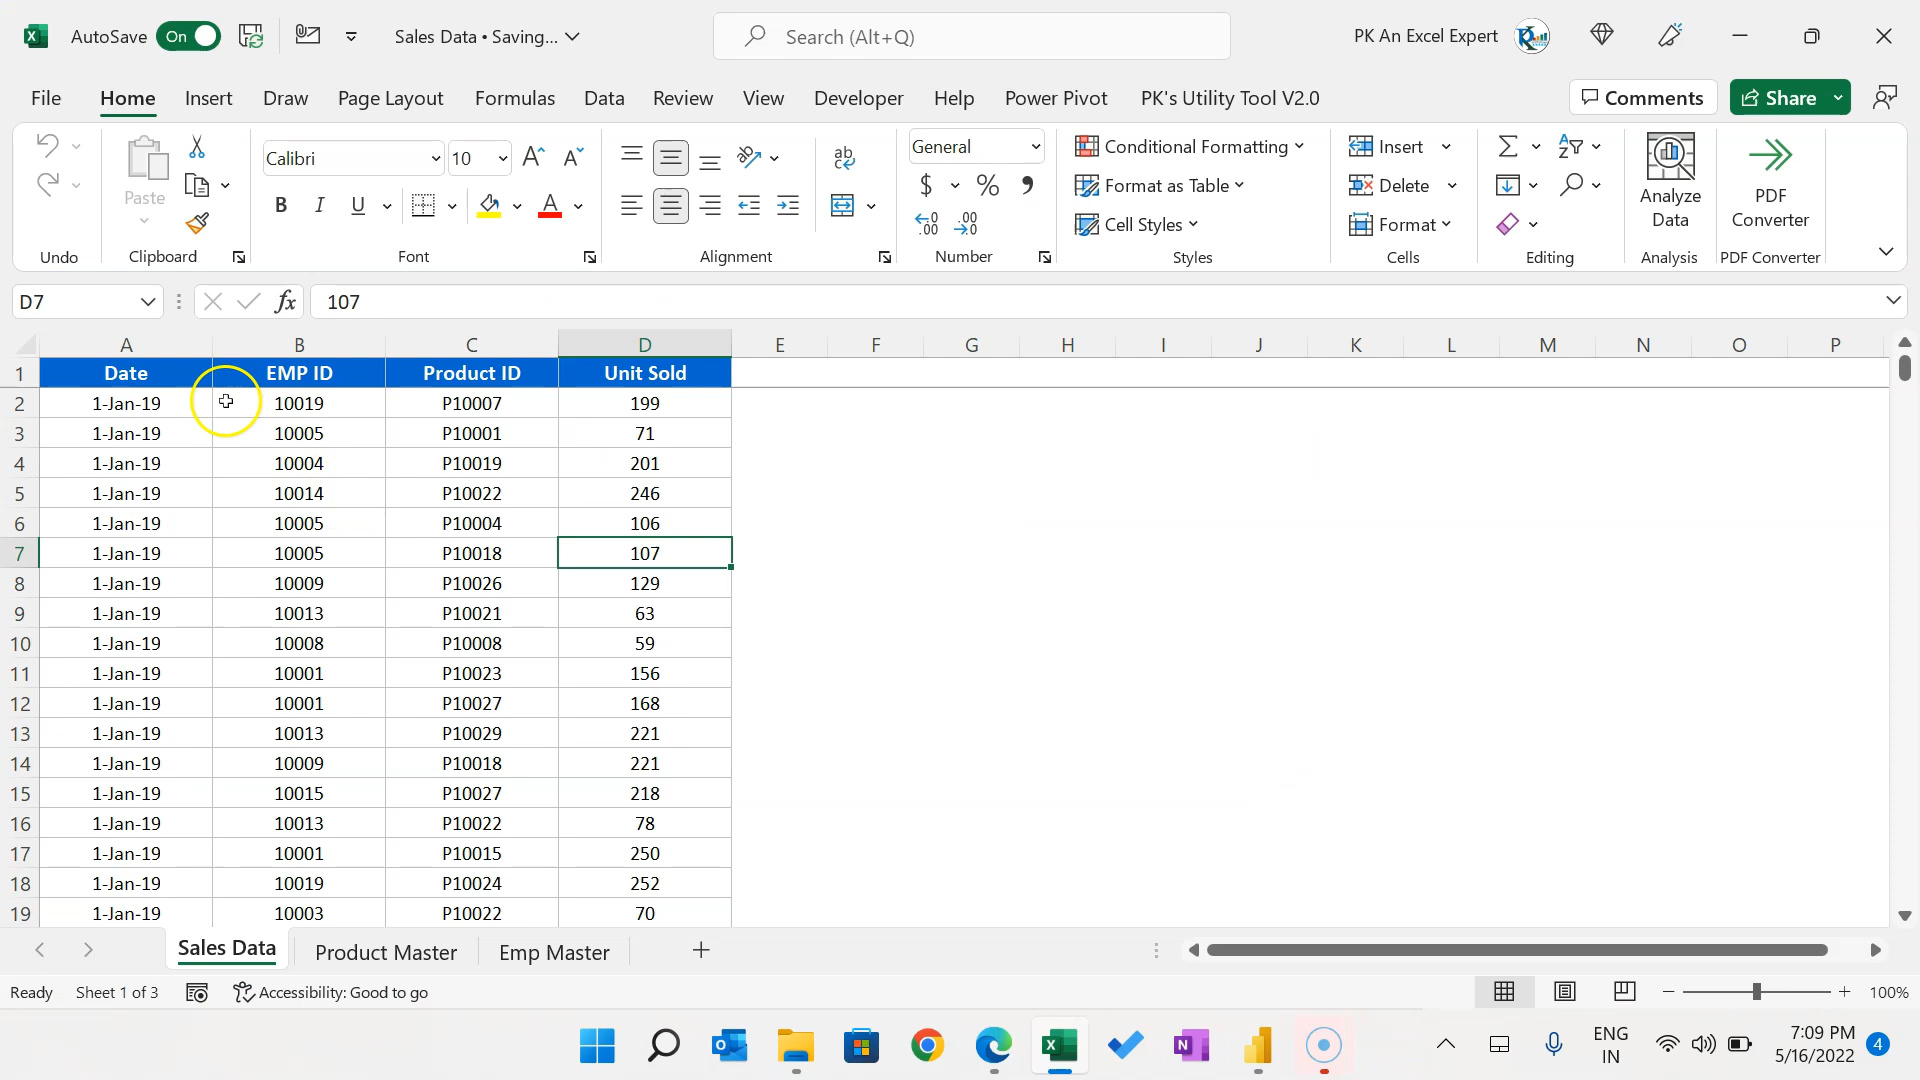 AutoSave On Sales Data • Saving... Search (Alt+Q) PK An Excel Expert
File Home Insert Draw Page Layout Formulas Data Review View Developer Help Power Pivot PK's Utility Tool V2.0 Comments Share
Paste
Calibri 10
B I U A
ab
General
$ % ,
Conditional Formatting
Format as Table
Cell Styles
Insert
Delete
Format
Analyze
Data
PDF
Converter
Undo Clipboard Font Alignment Number Styles Cells Editing Analysis PDF Converter
D7 fx 107
A B C D E F G H I J K L M N O P
1 Date EMP ID Product ID Unit Sold
2 1-Jan-19 10019 P10007 199
3 1-Jan-19 10005 P10001 71
4 1-Jan-19 10004 P10019 201
5 1-Jan-19 10014 P10022 246
6 1-Jan-19 10005 P10004 106
7 1-Jan-19 10005 P10018 107
8 1-Jan-19 10009 P10026 129
9 1-Jan-19 10013 P10021 63
10 1-Jan-19 10008 P10008 59
11 1-Jan-19 10001 P10023 156
12 1-Jan-19 10001 P10027 168
13 1-Jan-19 10013 P10029 221
14 1-Jan-19 10009 P10018 221
15 1-Jan-19 10015 P10027 218
16 1-Jan-19 10013 P10022 78
17 1-Jan-19 10001 P10015 250
18 1-Jan-19 10019 P10024 252
19 1-Jan-19 10003 P10022 70
Sales Data Product Master Emp Master
Ready Sheet 1 of 3 Accessibility: Good to go 100%
ENG
IN
7:09 PM
5/16/2022
4